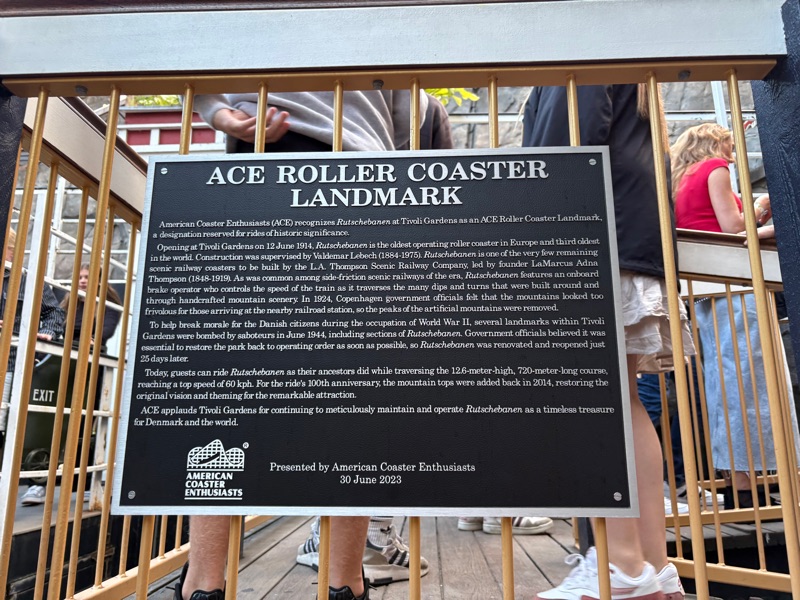 ACE ROLLER COASTER
LANDMARK
American Coaster Enthusiasts (ACE) recognizes Rutschebanen at Tivoli Gardens as an ACE Roller Coaster Landmark,
a designation reserved for rides of historic significance.
Opening at Tivoli Gardens on 12 June 1914, Rutschebanen is the oldest operating roller coaster in Europe and third oldest
in the world. Construction was supervised by Valdemar Lebech (1884-1975). Rutschebanen is one of the very few remaining
scenic railway coasters to be built by the L.A. Thompson Scenic Railway Company, led by founder LaMarcus Adna
Thompson (1848-1919). As was common among side-friction scenic railways of the era, Rutschebanen features an onboard
brake operator who controls the speed of the train as it traverses the many dips and turns that were built around and
through handcrafted mountain scenery. In 1924, Copenhagen government officials felt that the mountains looked too
frivolous for those arriving at the nearby railroad station, so the peaks of the artificial mountains were removed.
To help break morale for the Danish citizens during the occupation of World War II, several landmarks within Tivoli
Gardens were bombed by saboteurs in June 1944, including sections of Rutschebanen. Government officials believed it was
essential to restore the park back to operating order as soon as possible, so Rutschebanen was renovated and reopened just
25 days later.
Today, guests can ride Rutschebanen as their ancestors did while traversing the 12.6-meter-high, 720-meter-long course,
reaching a top speed of 60 kph. For the ride's 100th anniversary, the mountain tops were added back in 2014, restoring the
original vision and theming for the remarkable attraction.
ACE applauds Tivoli Gardens for continuing to meticulously maintain and operate Rutschebanen as a timeless treasure
for Denmark and the world.
EXIT
AMERICAN
COASTER
ENTHUSIASTS
®
Presented by American Coaster Enthusiasts
30 June 2023